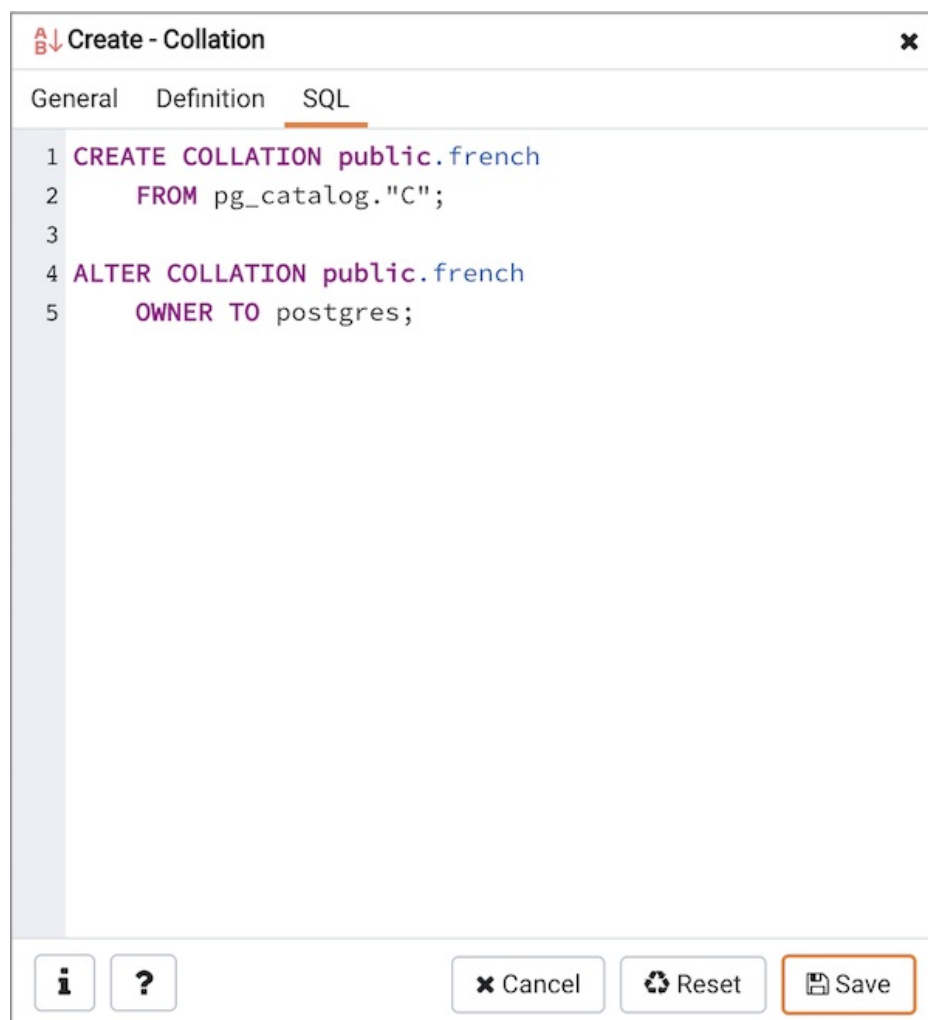 Create - Collation
General Definition SQL
1 CREATE COLLATION public.french
2 FROM pg_catalog."C";
3
4 ALTER COLLATION public.french
5 OWNER TO postgres;
i ? Cancel Reset Save